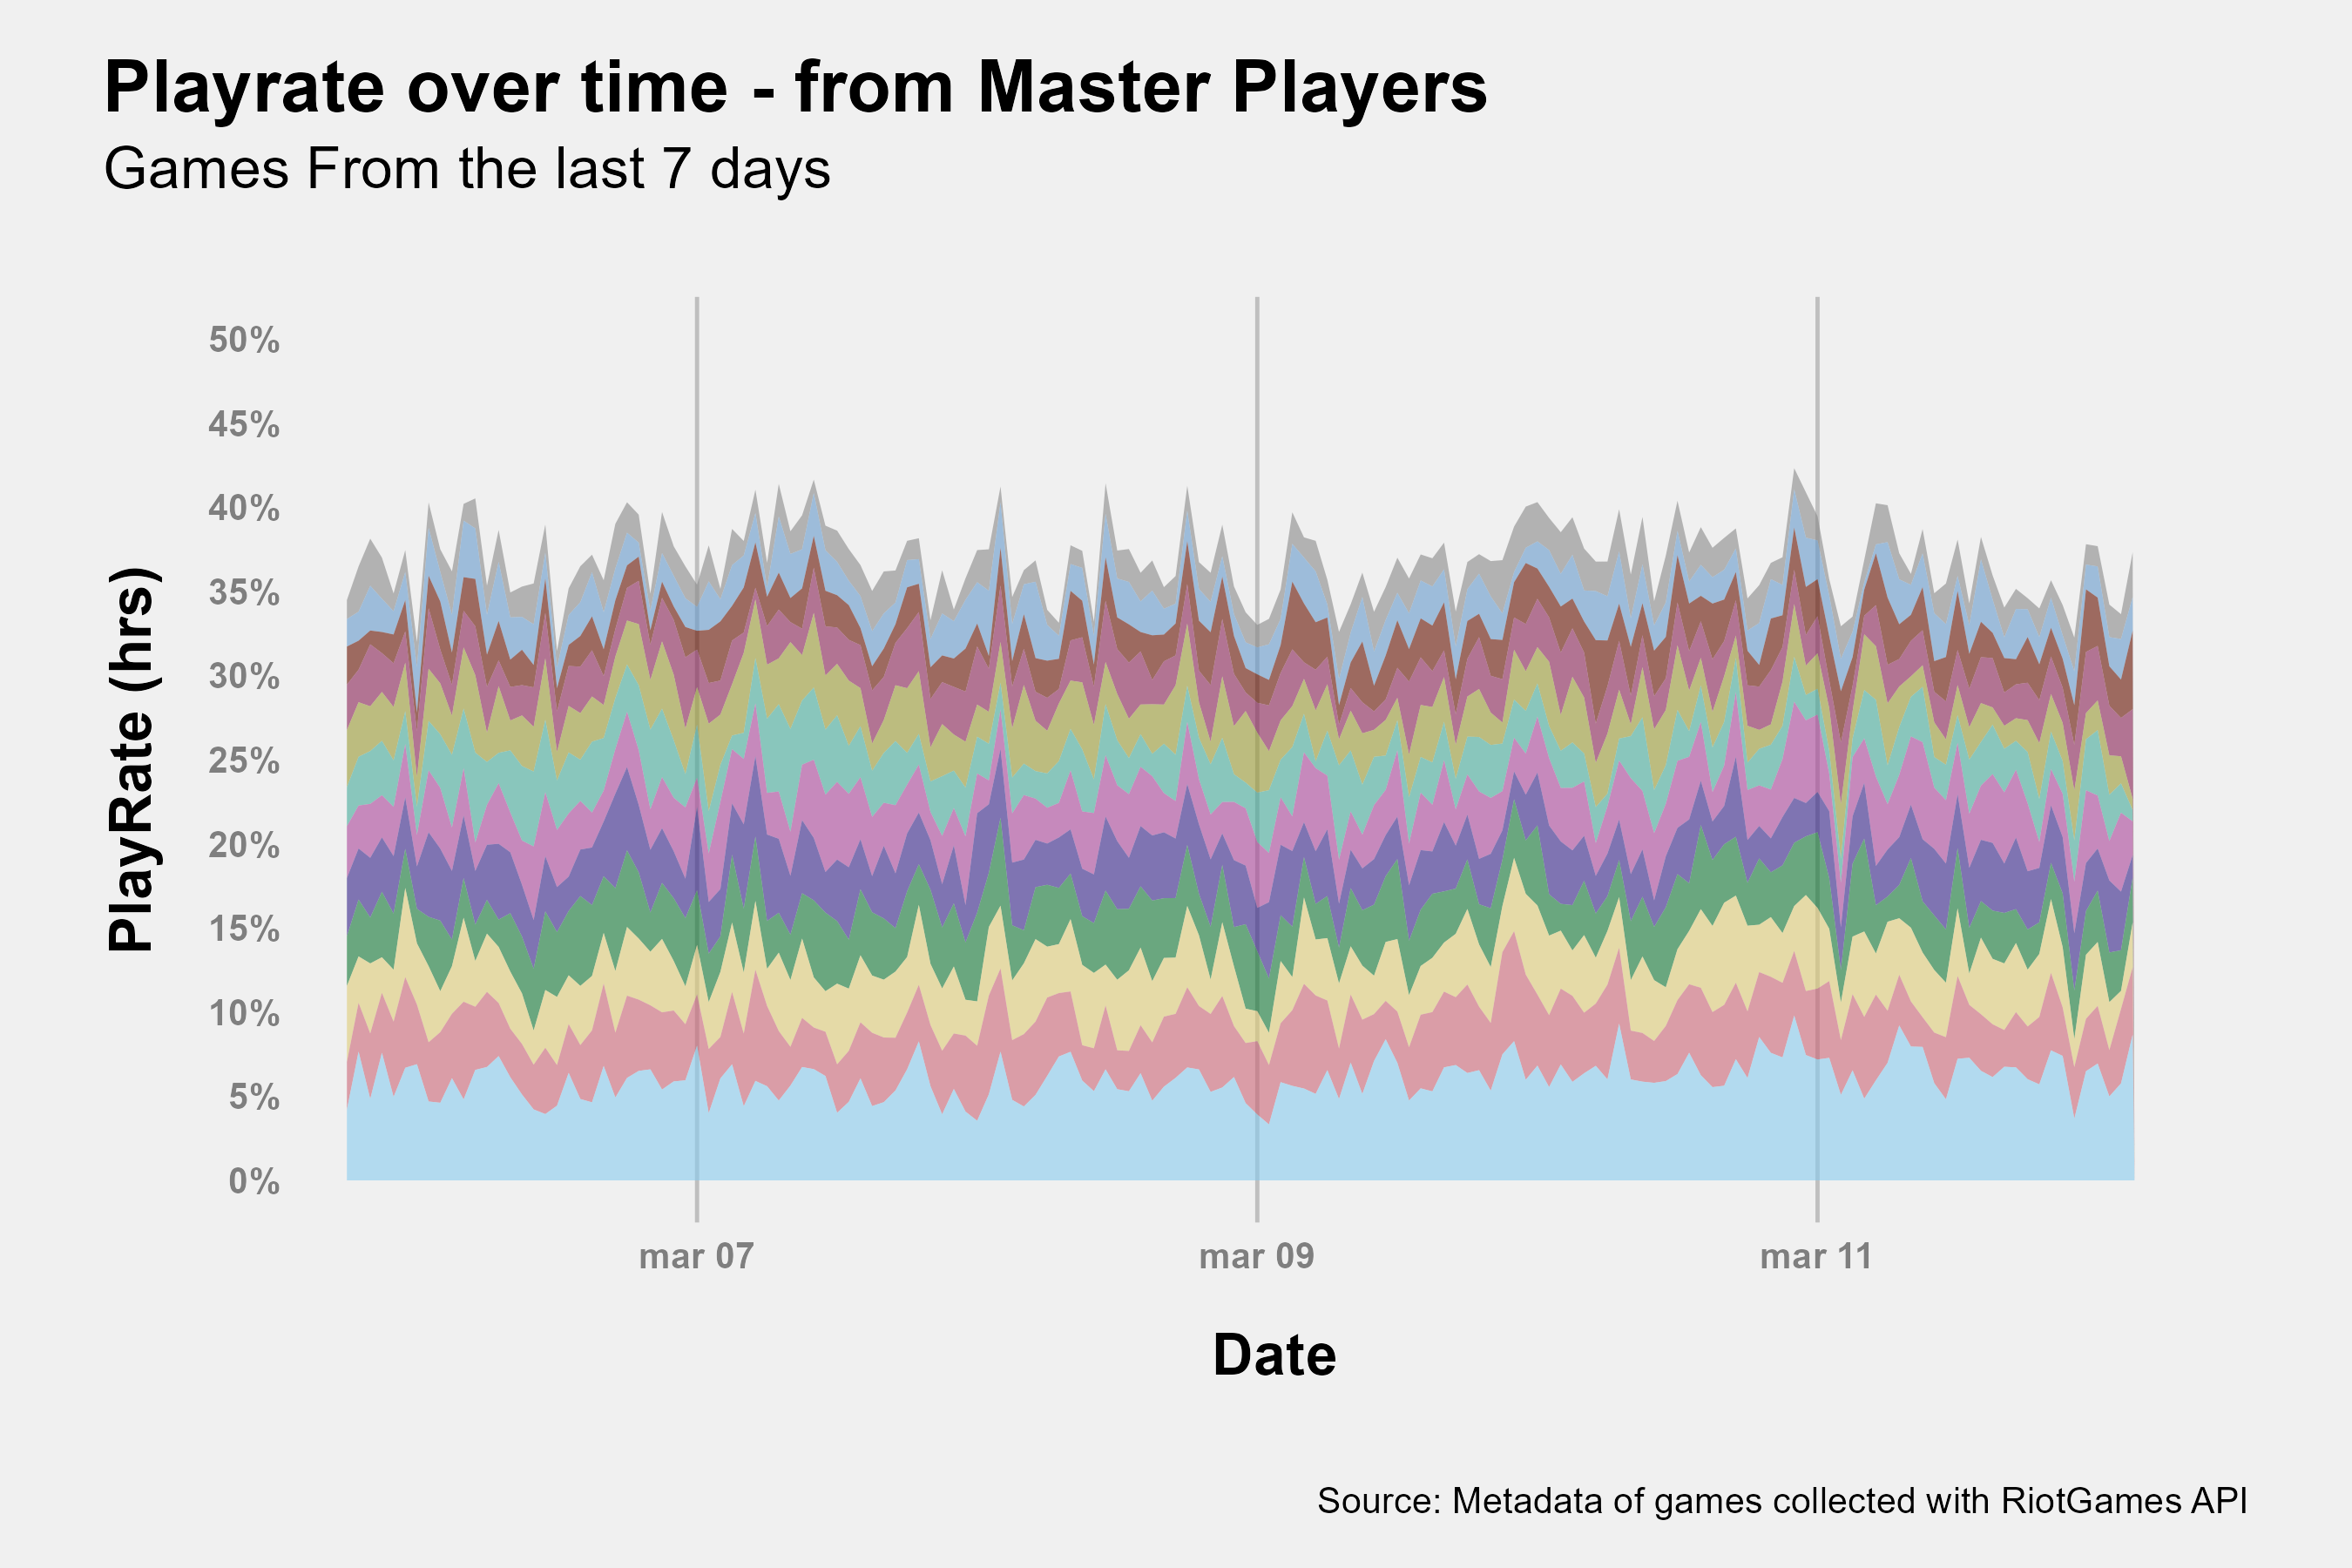 Playrate over time - from Master Players
Games From the last 7 days
50%
45%
40%
35%
30%
25%
20%
15%
10%
5%
0%
PlayRate (hrs)
mar 07
mar 09
mar 11
Date
Source: Metadata of games collected with RiotGames API